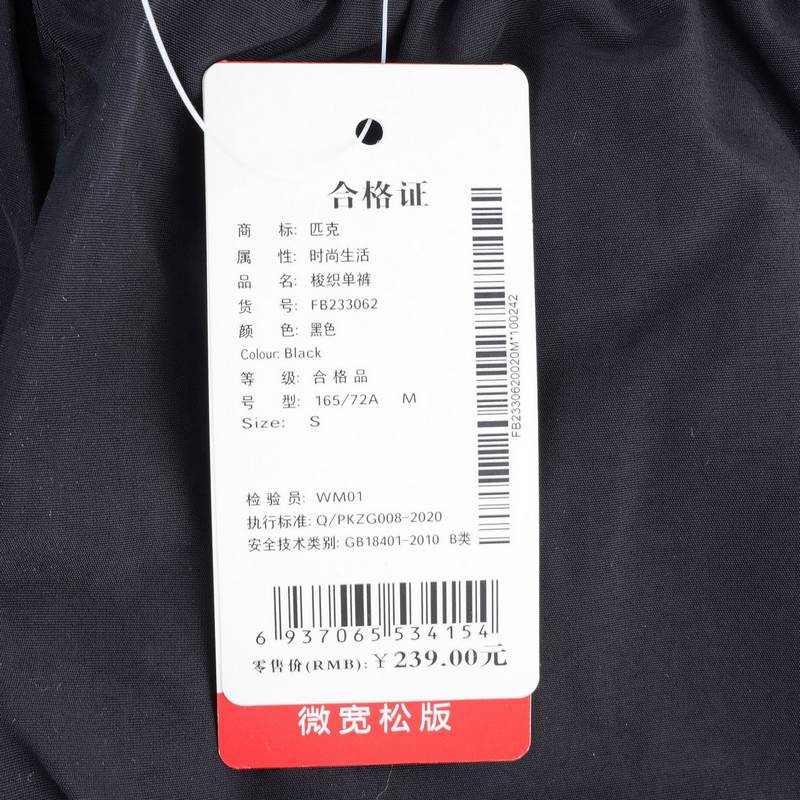 合格证
商 标: 匹克
属 性: 时尚生活
品 名: 梭织单裤
货 号: FB233062
颜 色: 黑色
Colour: Black
等 级: 合格品
号 型: 165/72A M
Size: S
检 验 员: WM01
执行标准: Q/PKZG008-2020
安全技术类别: GB18401-2010 B类
FB2330620020M*100242
6 937065 534154
零售价(RMB): ¥ 239.00元
微宽松版